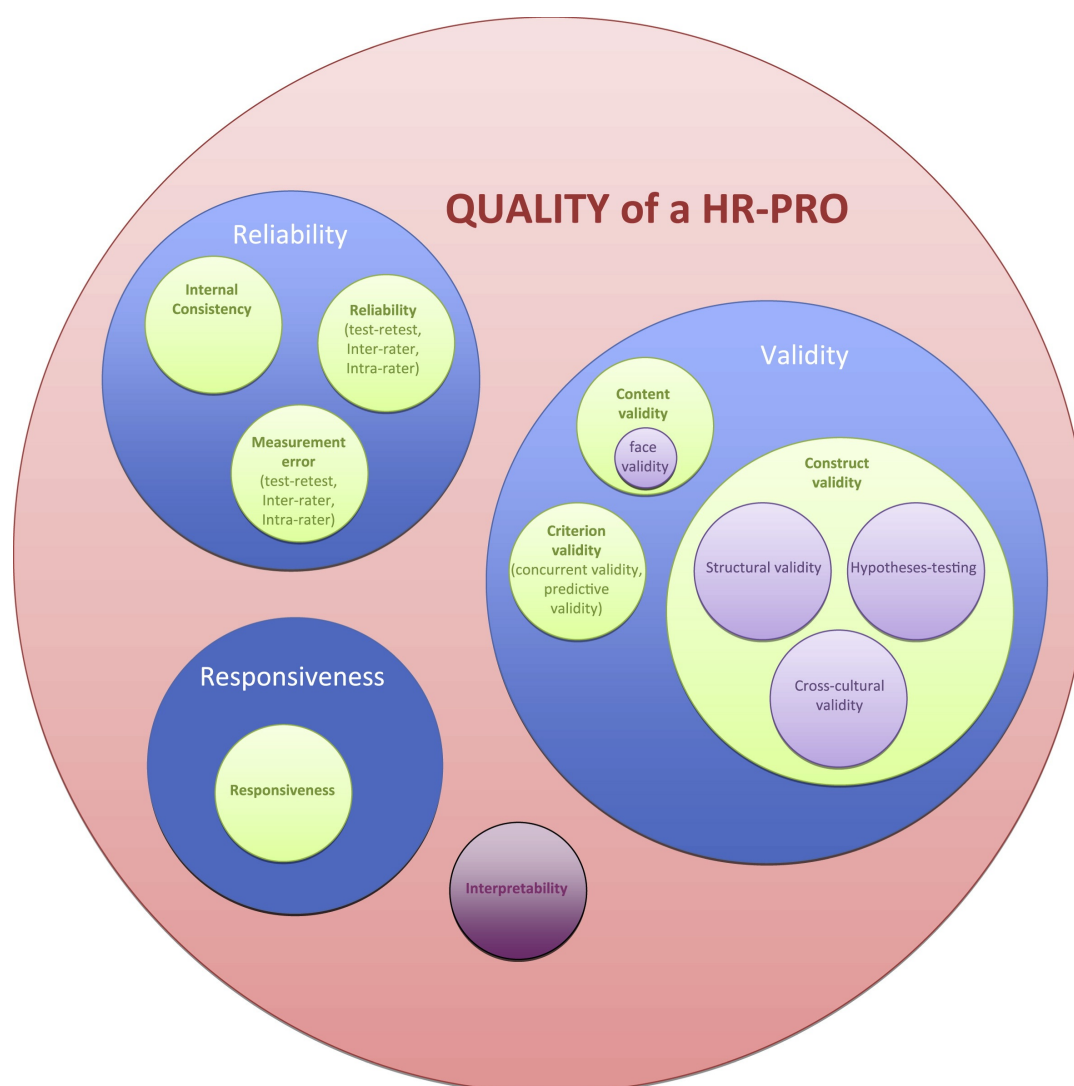 QUALITY of a HR-PRO
Reliability
Internal
Consistency
Reliability
(test-retest,
Inter-rater,
Intra-rater)
Measurement
error
(test-retest,
Inter-rater,
Intra-rater)
Validity
Content
validity
face
validity
Criterion
validity
(concurrent validity,
predictive
validity)
Construct
validity
Structural validity
Hypotheses-testing
Cross-cultural
validity
Responsiveness
Responsiveness
Interpretability